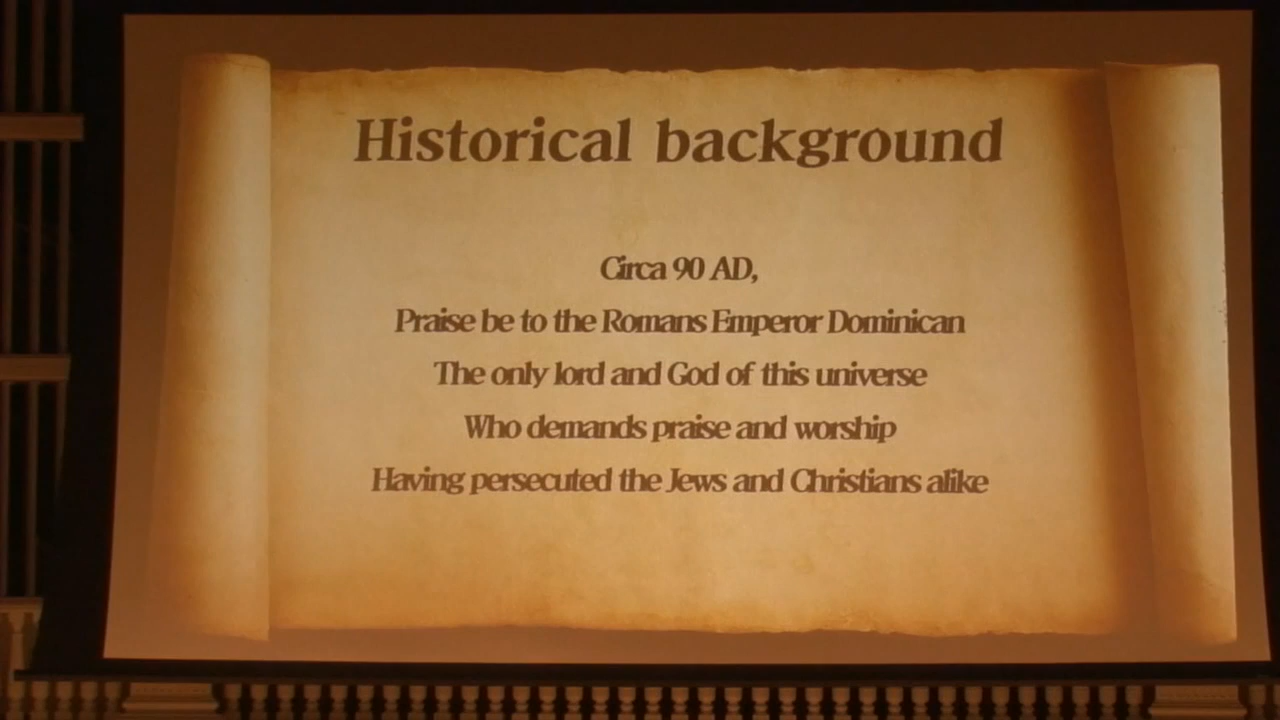 Historical background
Circa 90 AD,
Praise be to the Romans Emperor Dominican
The only lord and God of this universe
Who demands praise and worship
Having persecuted the Jews and Christians alike